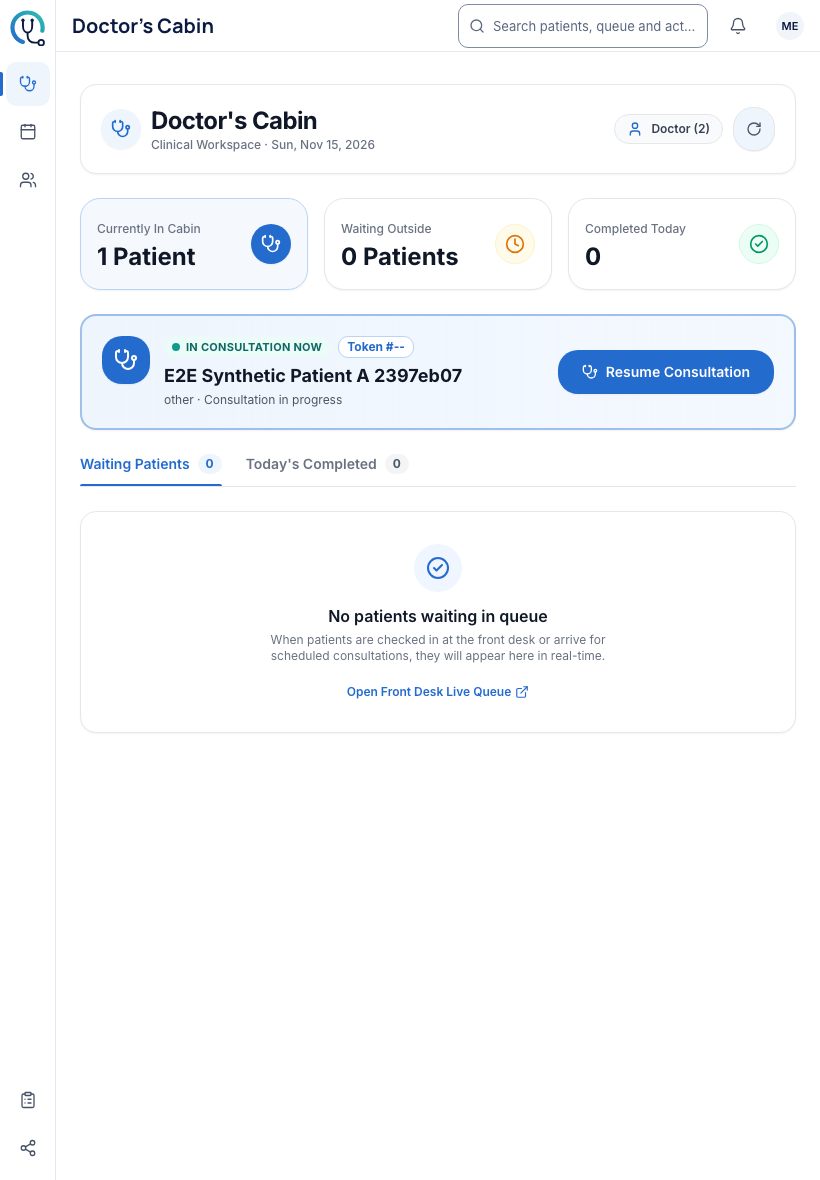 Doctor's Cabin
Search patients, queue and act...
ME
Doctor's Cabin
Clinical Workspace · Sun, Nov 15, 2026
Doctor (2)
Currently In Cabin
1 Patient
Waiting Outside
0 Patients
Completed Today
0
IN CONSULTATION NOW
Token #--
E2E Synthetic Patient A 2397eb07
other · Consultation in progress
Resume Consultation
Waiting Patients 0
Today's Completed 0
No patients waiting in queue
When patients are checked in at the front desk or arrive for
scheduled consultations, they will appear here in real-time.
Open Front Desk Live Queue